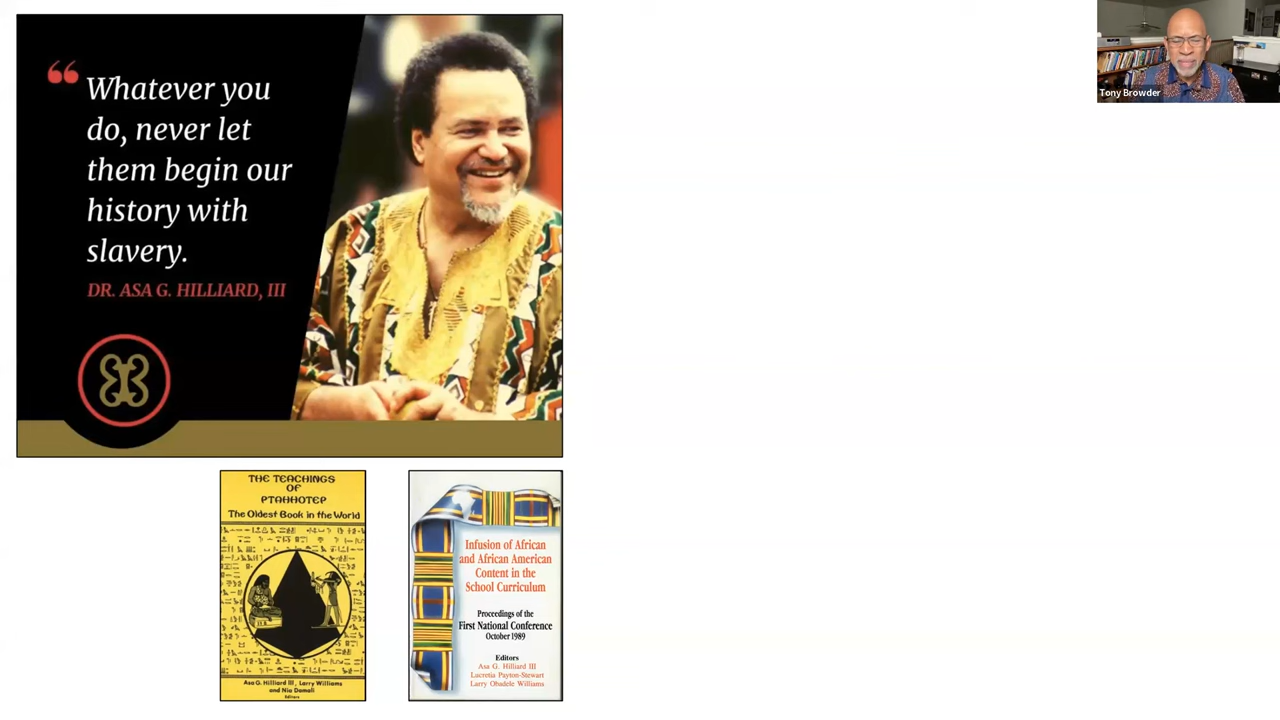 “ Whatever you
do, never let
them begin our
history with
slavery.
DR. ASA G. HILLIARD, III
Tony Browder
THE TEACHINGS
OF
PTAHHOTEP
The Oldest Book in the World
Asa G. Hilliard III, Larry Williams
and Nia Damali
Editors
Infusion of African
and African American
Content in the
School Curriculum
Proceedings of the
First National Conference
October 1989
Editors
Asa G. Hilliard III
Lucretia Payton-Stewart
Larry Obadele Williams